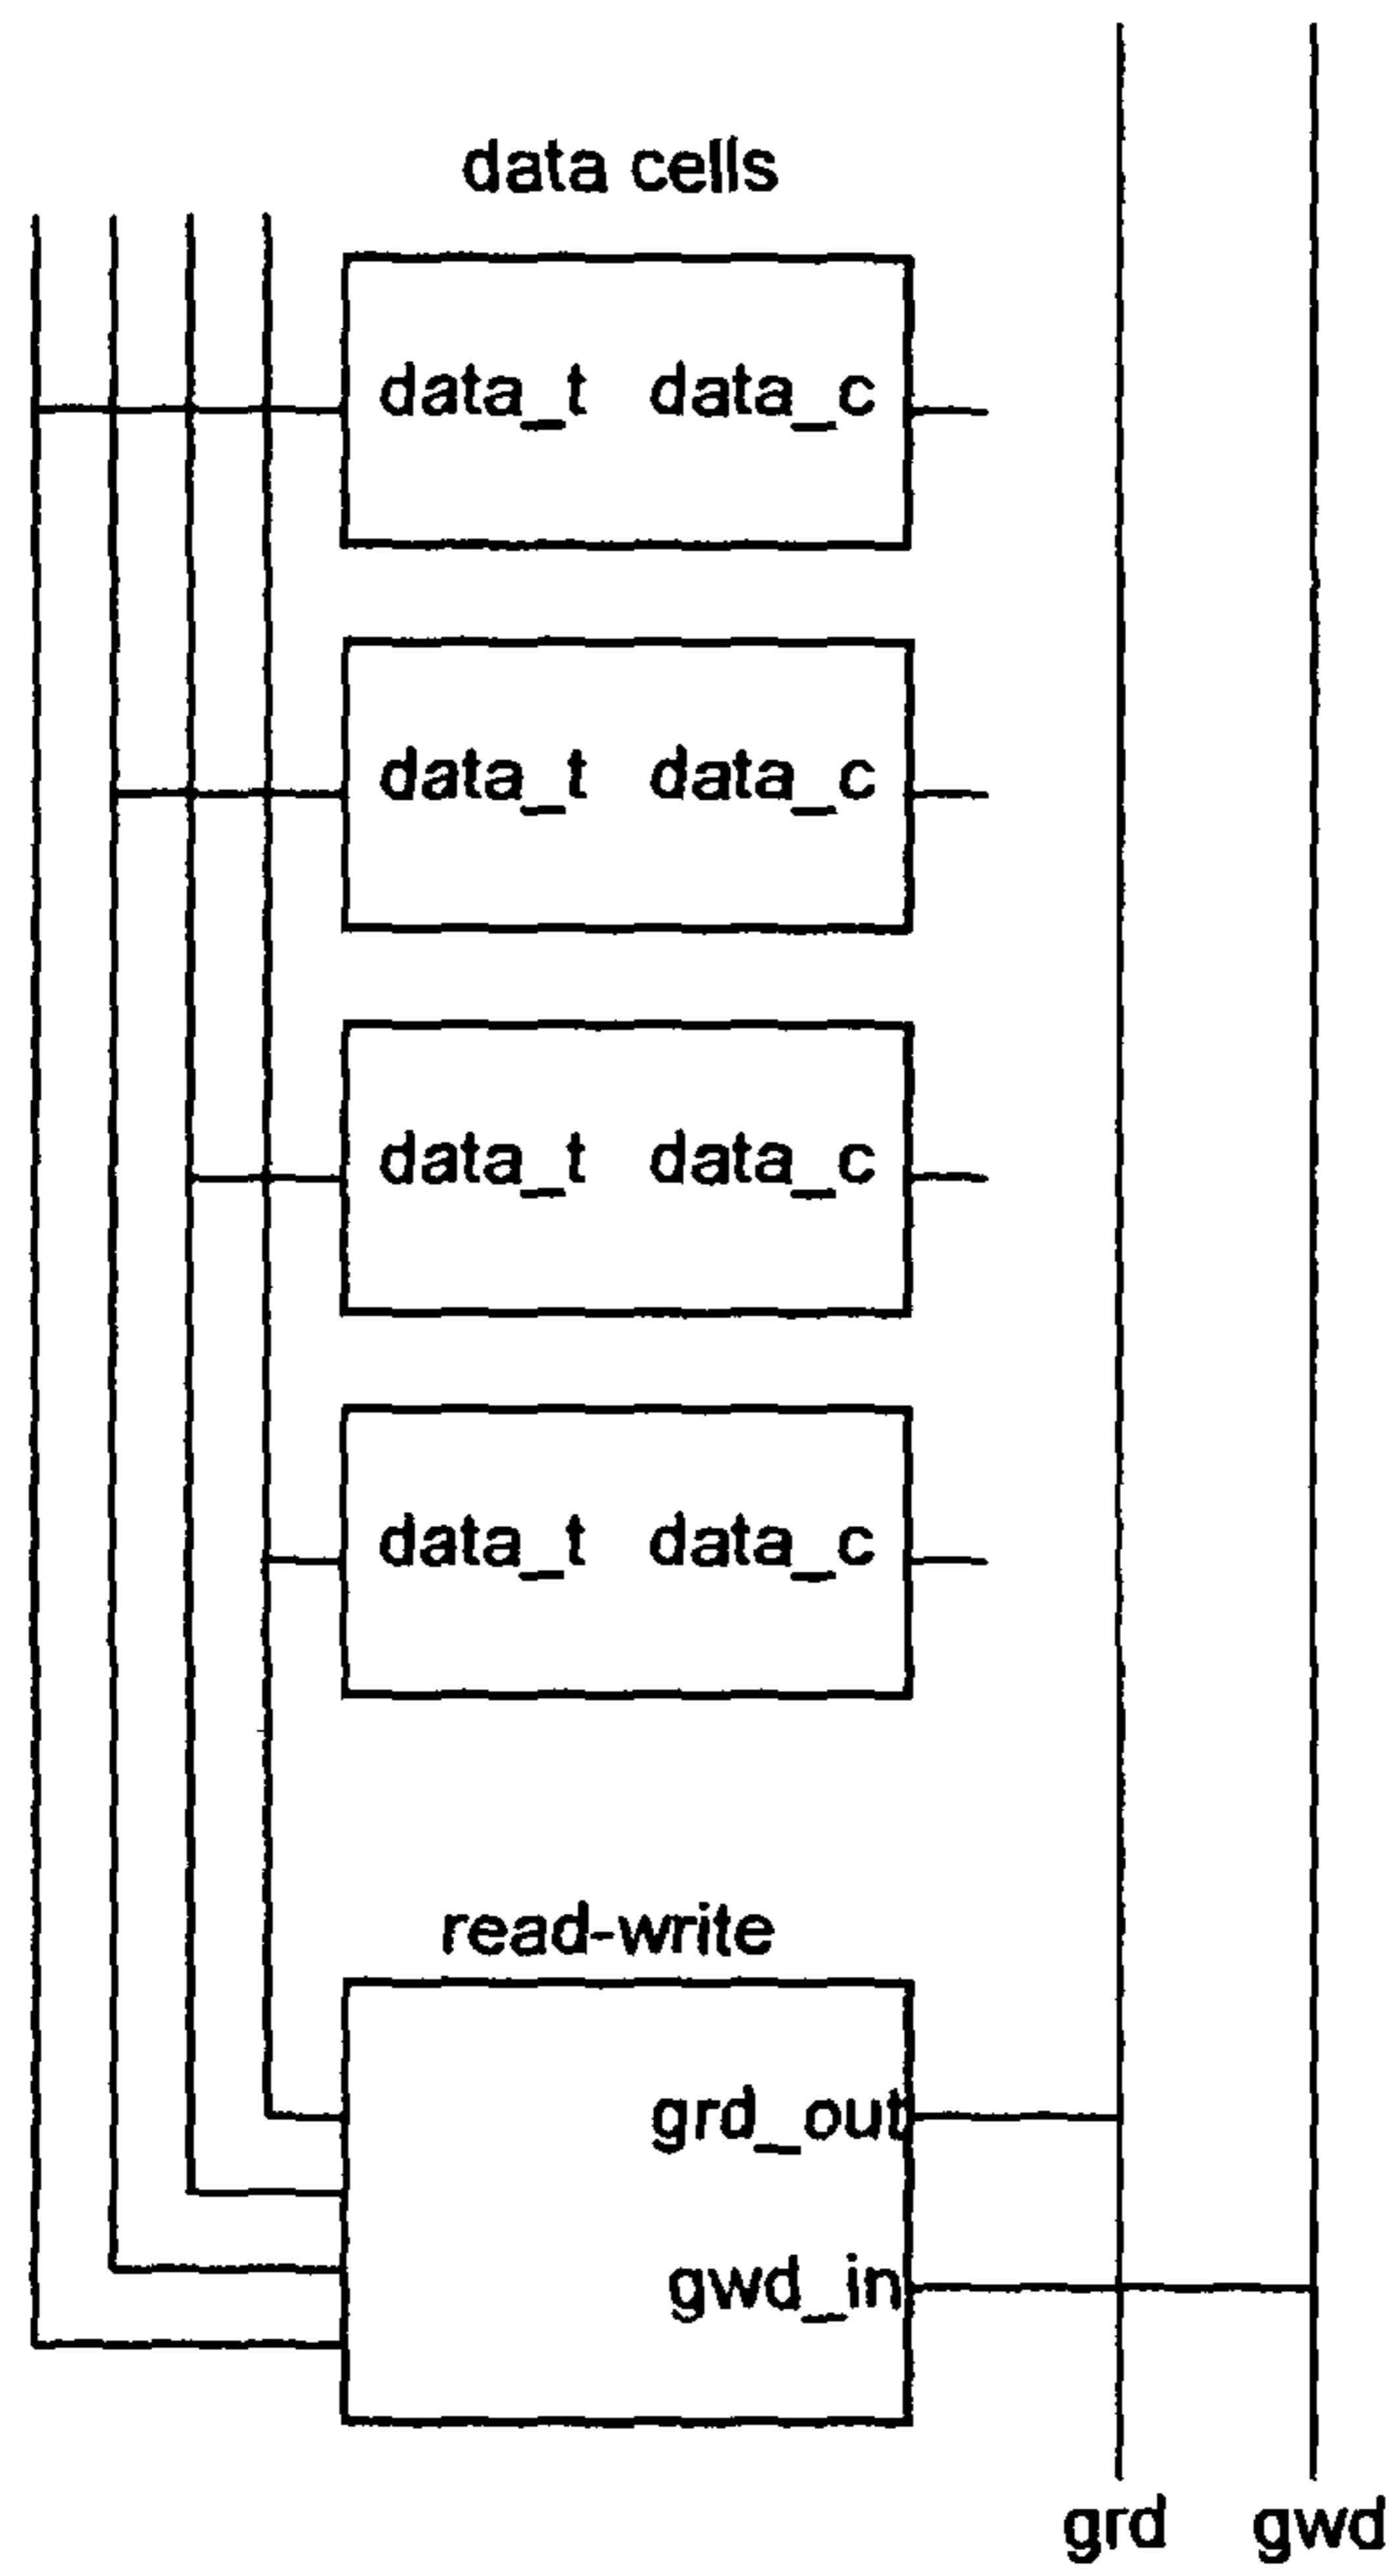 data cells
data_t data_c
data_t data_c
data_t data_c
data_t data_c
read-write
grd_out
gwd_in
grd gwd